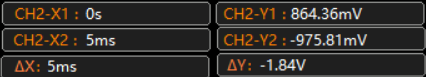 CH2-X1 : 0s CH2-Y1 : 864.36mV
CH2-X2 : 5ms CH2-Y2 : -975.81mV
ΔX: 5ms ΔY: -1.84V